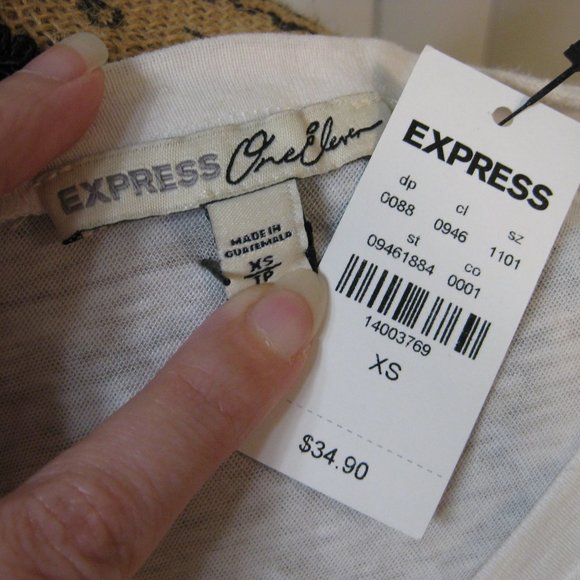 EXPRESS One Eleven
MADE IN
GUATEMALA
XS
TP
EXPRESS
dp cl sz
0088 0946 1101
st co
09461884 0001
14003769
XS
$34.90